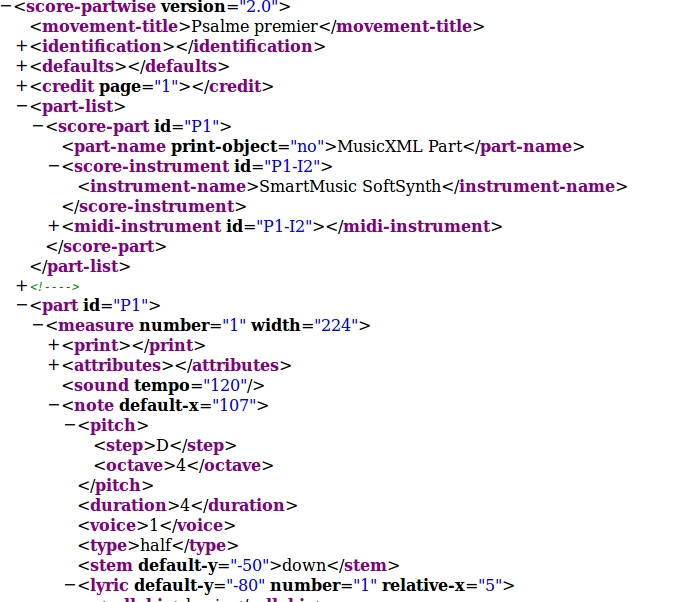 −<score-partwise version="2.0">
<movement-title>Psalme premier</movement-title>
+<identification></identification>
+<defaults></defaults>
+<credit page="1"></credit>
−<part-list>
−<score-part id="P1">
<part-name print-object="no">MusicXML Part</part-name>
−<score-instrument id="P1-I2">
<instrument-name>SmartMusic SoftSynth</instrument-name>
</score-instrument>
+<midi-instrument id="P1-I2"></midi-instrument>
</score-part>
</part-list>
+<!---->
−<part id="P1">
−<measure number="1" width="224">
+<print></print>
+<attributes></attributes>
<sound tempo="120"/>
−<note default-x="107">
−<pitch>
<step>D</step>
<octave>4</octave>
</pitch>
<duration>4</duration>
<voice>1</voice>
<type>half</type>
<stem default-y="-50">down</stem>
−<lyric default-y="-80" number="1" relative-x="5">